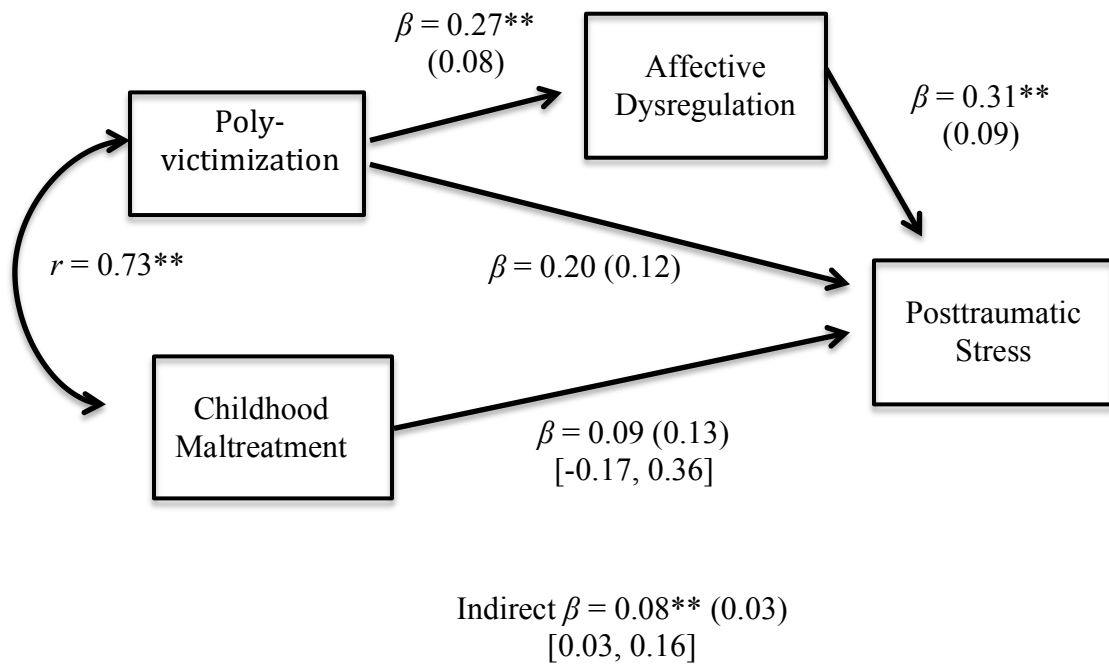 β = 0.27**
(0.08)
Affective
Dysregulation
β = 0.31**
(0.09)
Poly-
victimization
r = 0.73**
β = 0.20 (0.12)
Posttraumatic
Stress
Childhood
Maltreatment
β = 0.09 (0.13)
[-0.17, 0.36]
Indirect β = 0.08** (0.03)
[0.03, 0.16]